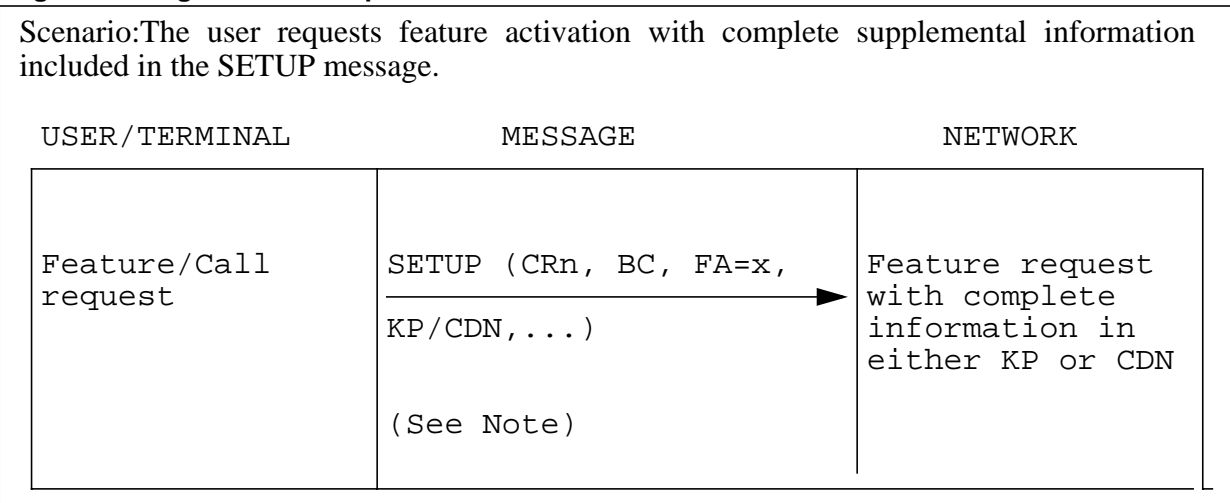 Scenario:The user requests feature activation with complete supplemental information
included in the SETUP message.
USER/TERMINAL MESSAGE NETWORK
Feature/Call
request
SETUP (CRn, BC, FA=x,
KP/CDN,...)
(See Note)
Feature request
with complete
information in
either KP or CDN